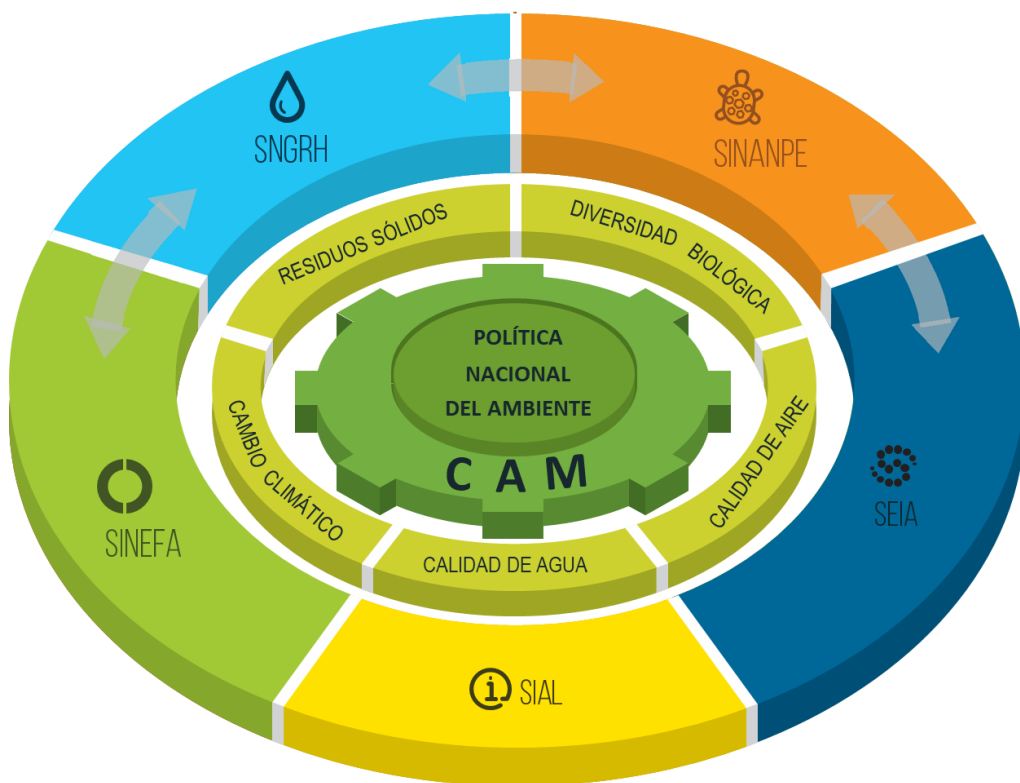 SNGRH
SINANPE
RESIDUOS SÓLIDOS
DIVERSIDAD BIOLÓGICA
POLÍTICA
NACIONAL
DEL AMBIENTE
CAM
CAMBIO CLIMÁTICO
CALIDAD DE AIRE
CALIDAD DE AGUA
SINEFA
SEIA
SIAL